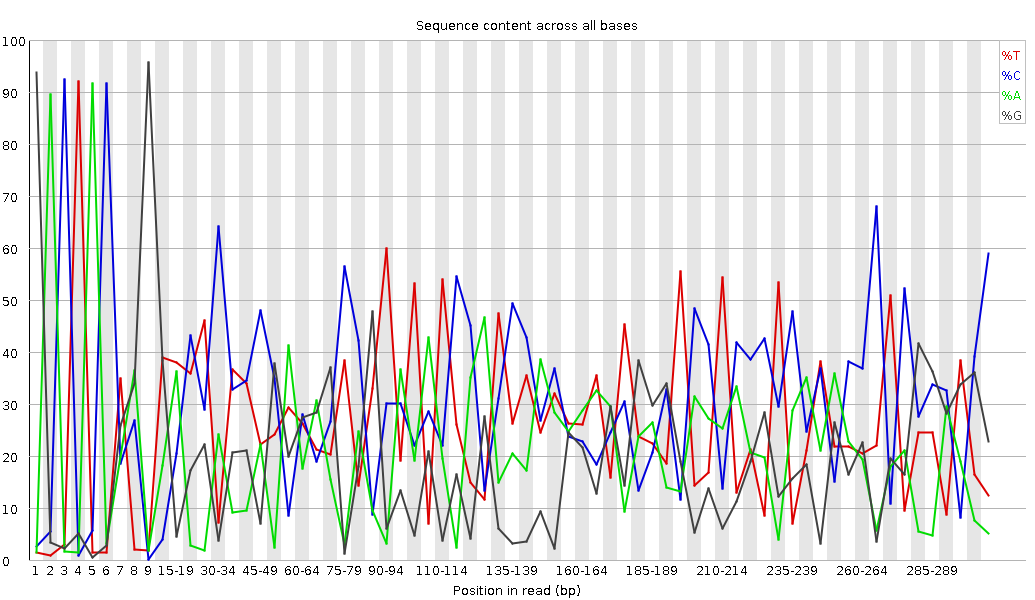 Sequence content across all bases
100
90
80
70
60
50
40
30
20
10
0
%T
%C
%A
%G
1 2 3 4 5 6 7 8 9 15-19 30-34 45-49 60-64 75-79 90-94 110-114 135-139 160-164 185-189 210-214 235-239 260-264 285-289
Position in read (bp)